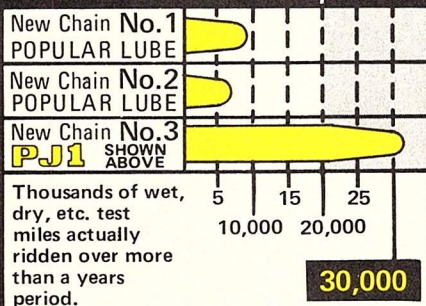 New Chain No.1
POPULAR LUBE
New Chain No.2
POPULAR LUBE
New Chain No.3
PJ1 SHOWN ABOVE
Thousands of wet,
dry, etc. test
miles actually
ridden over more
than a years
period.
5 15 25
10,000 20,000
30,000